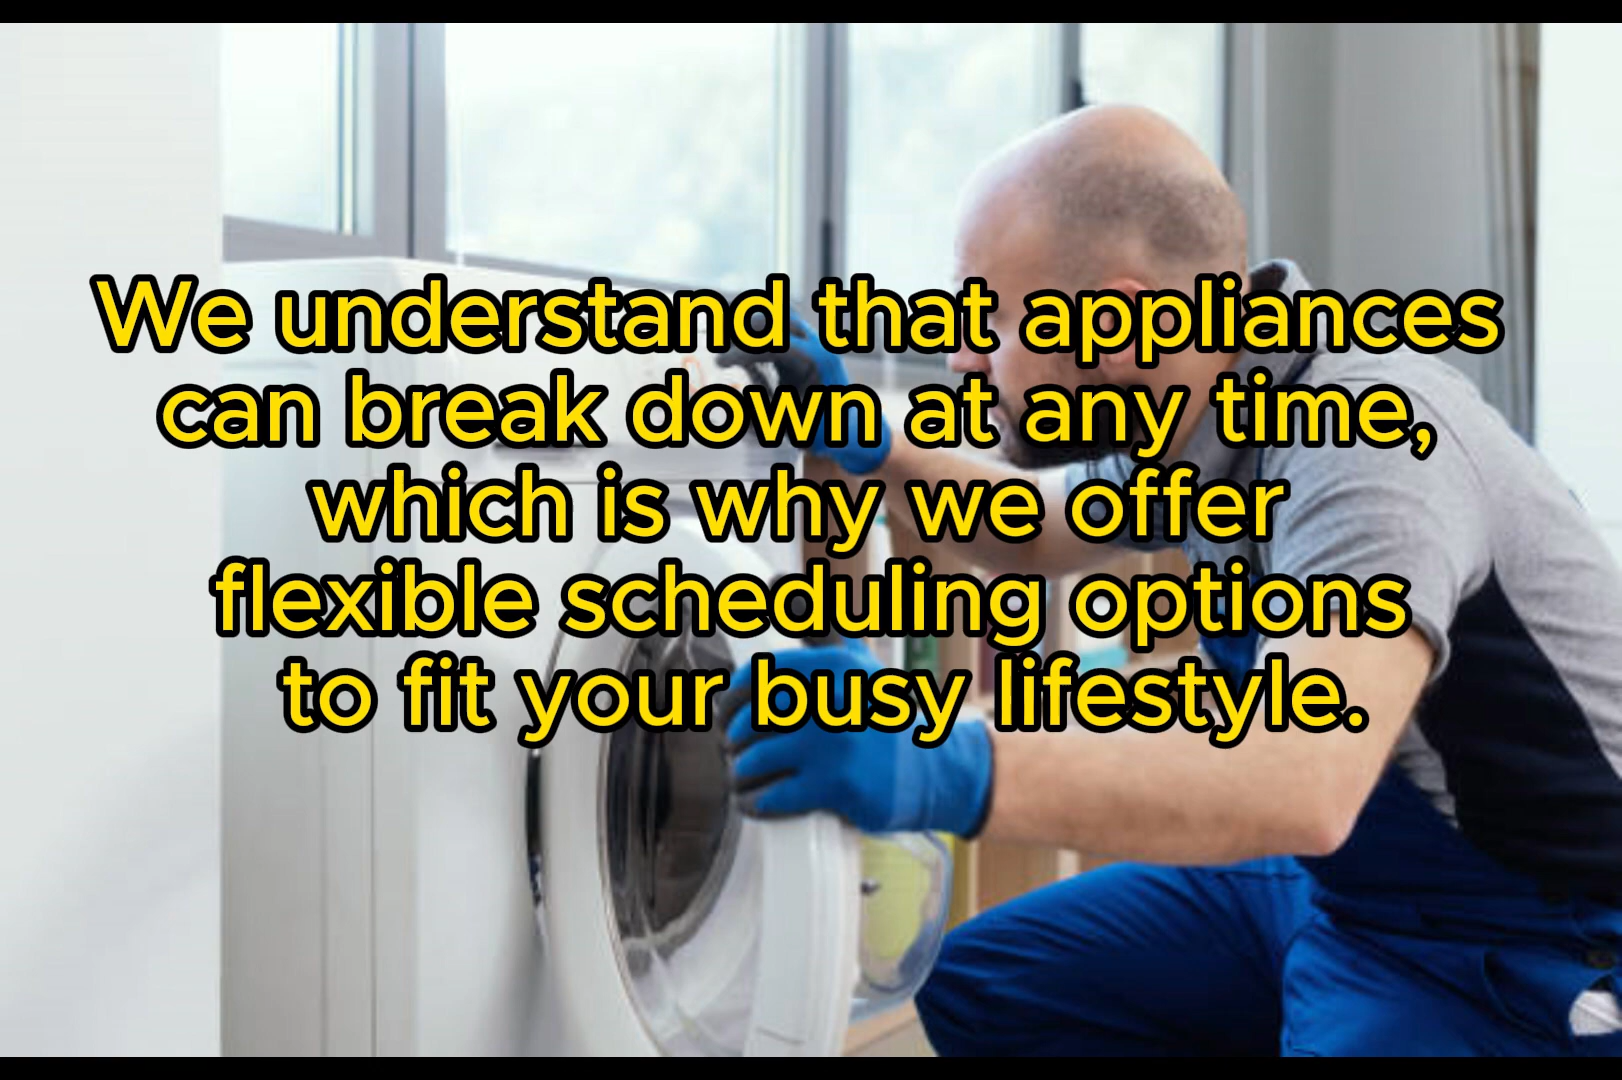 We understand that appliances
can break down at any time,
which is why we offer
flexible scheduling options
to fit your busy lifestyle.